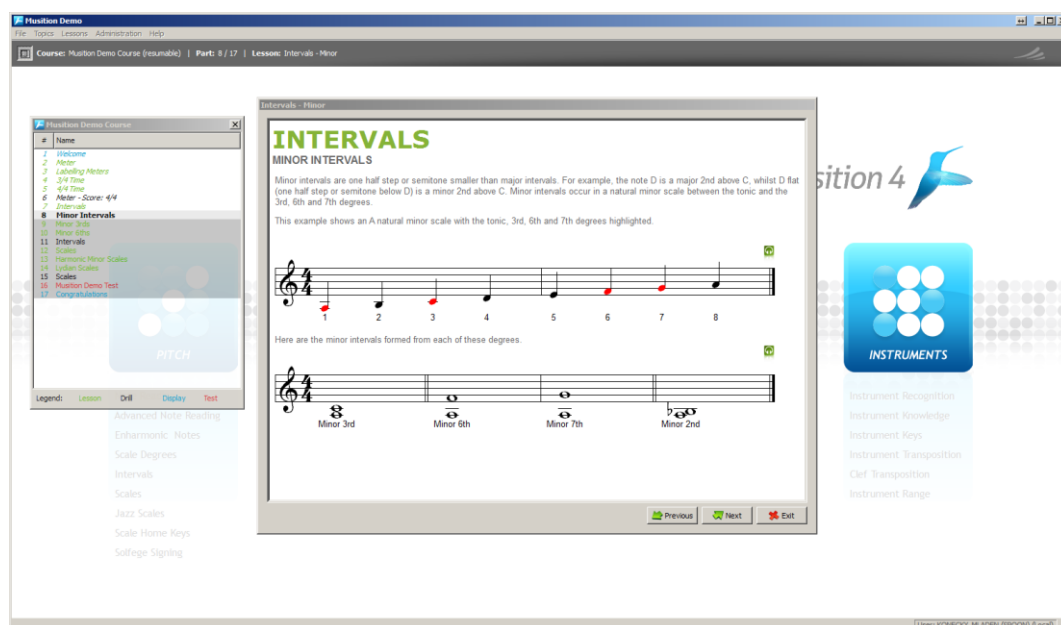 Musition Demo
File Topics Lessons Administration Help
Course: Musition Demo Course (resumable) | Part: 8 / 17 | Lesson: Intervals - Minor
Musition Demo Course
# Name
1 Welcome
2 Meter
3 Labelling Meters
4 3/4 Time
5 4/4 Time
6 Meter - Score: 4/4
7 Intervals
8 Minor Intervals
9 Minor 3rds
10 Minor 6ths
11 Intervals
12 Scales
13 Harmonic Minor Scales
14 Lydian Scales
15 Scales
16 Musition Demo Test
17 Congratulations
Legend: Lesson Drill Display Test
PITCH
Advanced Note Reading
Enharmonic Notes
Scale Degrees
Intervals
Scales
Jazz Scales
Scale Home Keys
Solfege Signing
Intervals - Minor
INTERVALS
MINOR INTERVALS
Minor intervals are one half step or semitone smaller than major intervals. For example, the note D is a major 2nd above C, whilst D flat
(one half step or semitone below D) is a minor 2nd above C. Minor intervals occur in a natural minor scale between the tonic and the
3rd, 6th and 7th degrees.
This example shows an A natural minor scale with the tonic, 3rd, 6th and 7th degrees highlighted.
4
4
1 2 3 4 5 6 7 8
Here are the minor intervals formed from each of these degrees.
4
4
Minor 3rd Minor 6th Minor 7th Minor 2nd
Previous Next Exit
sition 4
INSTRUMENTS
Instrument Recognition
Instrument Knowledge
Instrument Keys
Instrument Transposition
Clef Transposition
Instrument Range